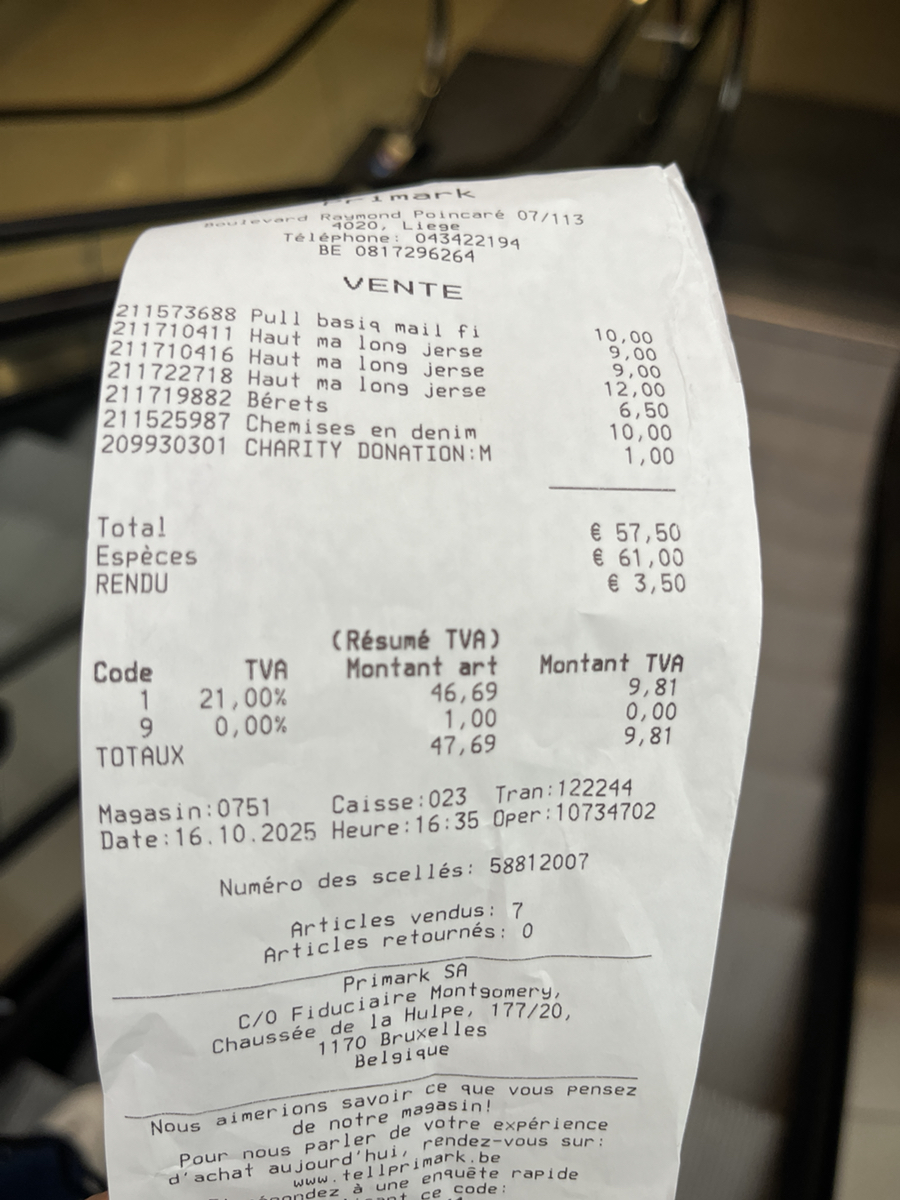 Primark
Boulevard Raymond Poincaré 07/113
4020, Liege
Téléphone: 043422194
BE 0817296264
VENTE
211573688 Pull basiq mail fi 10,00
211710411 Haut ma long jerse 9,00
211710416 Haut ma long jerse 9,00
211722718 Haut ma long jerse 12,00
211719882 Bérets 6,50
211525987 Chemises en denim 10,00
209930301 CHARITY DONATION:M 1,00
Total € 57,50
Espèces € 61,00
RENDU € 3,50
(Résumé TVA)
Code TVA Montant art Montant TVA
1 21,00% 46,69 9,81
9 0,00% 1,00 0,00
TOTAUX 47,69 9,81
Magasin:0751 Caisse:023 Tran:122244
Date:16.10.2025 Heure:16:35 Oper:10734702
Numéro des scellés: 58812007
Articles vendus: 7
Articles retournés: 0
Primark SA
C/O Fiduciaire Montgomery,
Chaussée de la Hulpe, 177/20,
1170 Bruxelles
Belgique
Nous aimerions savoir ce que vous pensez
de notre magasin!
Pour nous parler de votre expérience
d'achat aujourd'hui, rendez-vous sur:
www.tellprimark.be
à une enquête rapide
ce code: